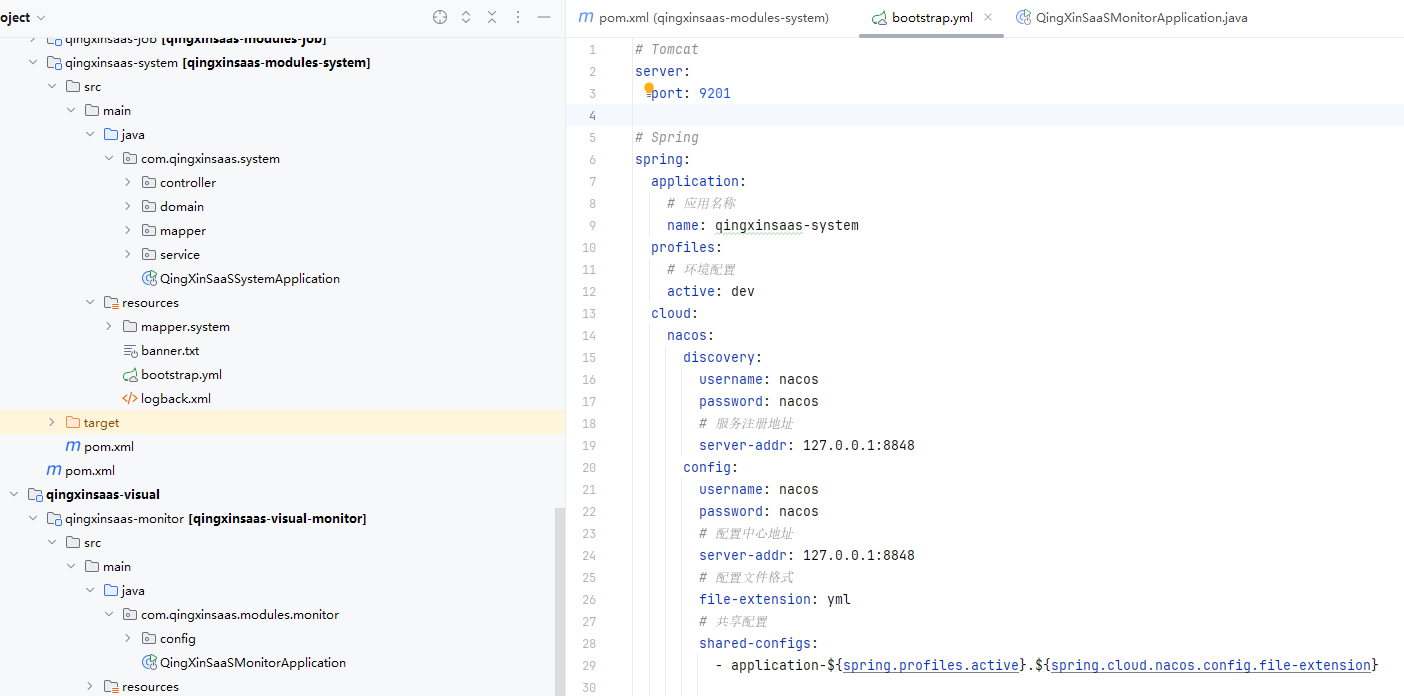 oject
qingxinsaas-job [qingxinsaas-modules-job]
qingxinsaas-system [qingxinsaas-modules-system]
src
main
java
com.qingxinsaas.system
controller
domain
mapper
service
QingXinSaaSSystemApplication
resources
mapper.system
banner.txt
bootstrap.yml
logback.xml
target
pom.xml
pom.xml
qingxinsaas-visual
qingxinsaas-monitor [qingxinsaas-visual-monitor]
src
main
java
com.qingxinsaas.modules.monitor
config
QingXinSaaSMonitorApplication
resources
pom.xml (qingxinsaas-modules-system)
bootstrap.yml
QingXinSaaSMonitorApplication.java
1 # Tomcat
2 server:
3 port: 9201
4
5 # Spring
6 spring:
7 application:
8 # 应用名称
9 name: qingxinsaas-system
10 profiles:
11 # 环境配置
12 active: dev
13 cloud:
14 nacos:
15 discovery:
16 username: nacos
17 password: nacos
18 # 服务注册地址
19 server-addr: 127.0.0.1:8848
20 config:
21 username: nacos
22 password: nacos
23 # 配置中心地址
24 server-addr: 127.0.0.1:8848
25 # 配置文件格式
26 file-extension: yml
27 # 共享配置
28 shared-configs:
29 - application-${spring.profiles.active}.${spring.cloud.nacos.config.file-extension}
30